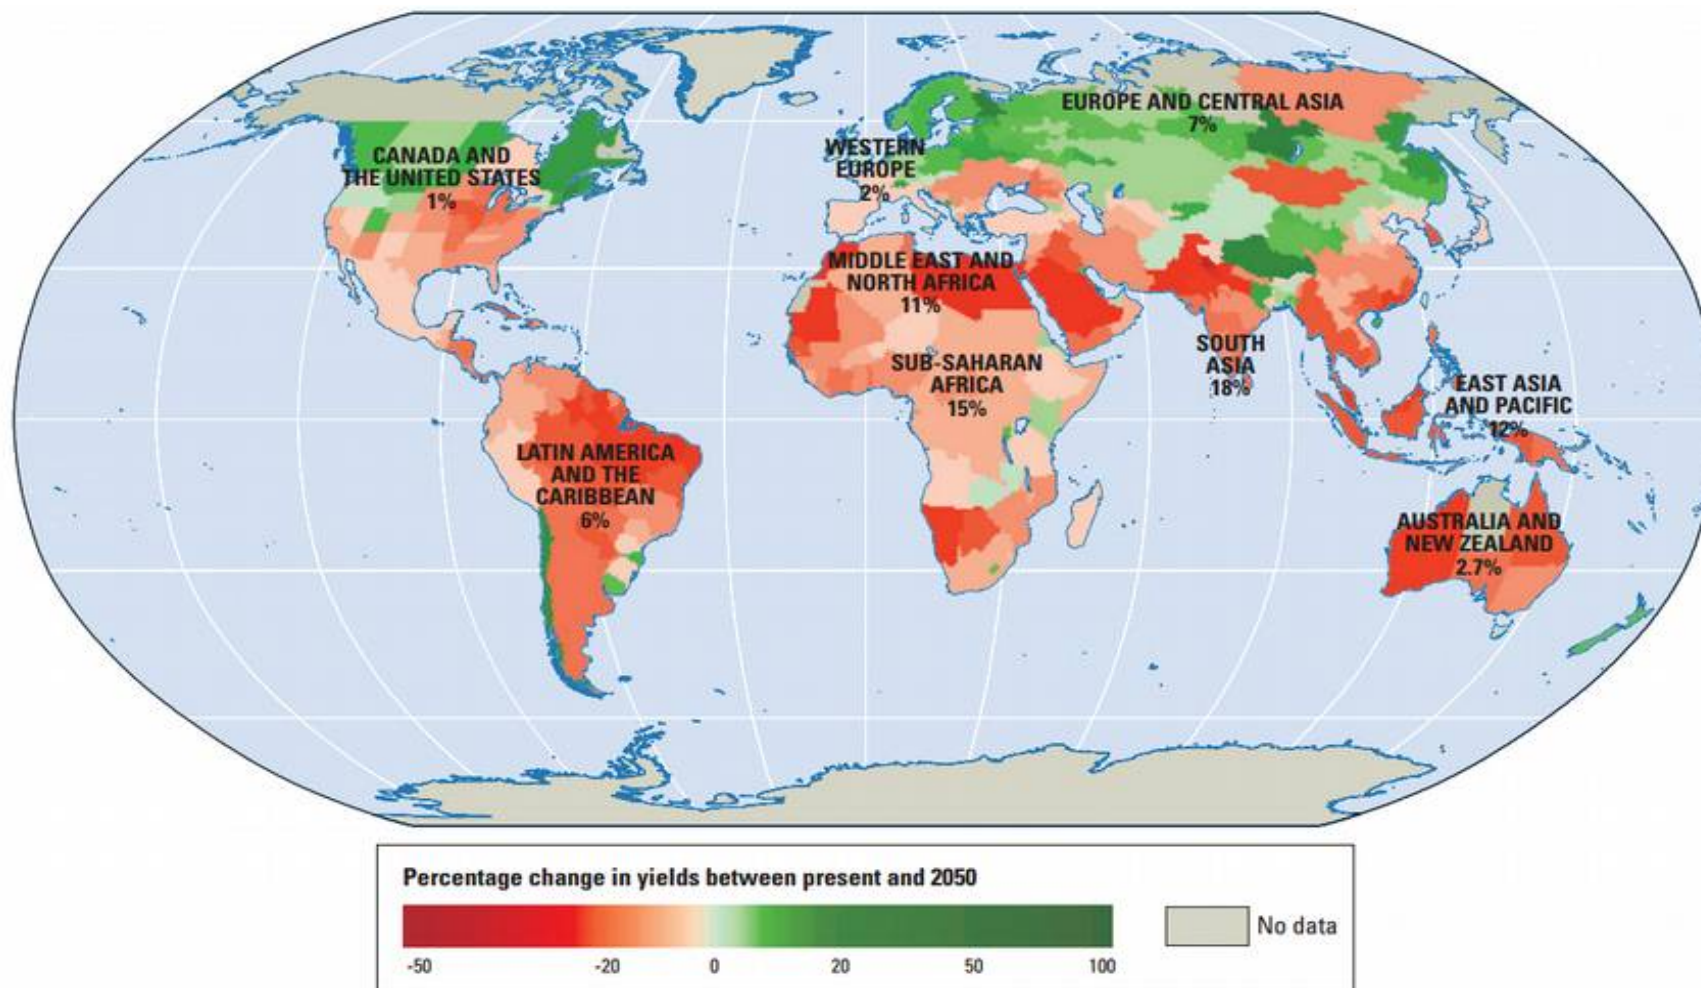 EUROPE AND CENTRAL ASIA
7%
WESTERN
EUROPE
2%
CANADA AND
THE UNITED STATES
1%
MIDDLE EAST AND
NORTH AFRICA
11%
SUB-SAHARAN
AFRICA
15%
SOUTH
ASIA
18%
EAST ASIA
AND PACIFIC
12%
LATIN AMERICA
AND THE
CARIBBEAN
6%
AUSTRALIA AND
NEW ZEALAND
2.7%
Percentage change in yields between present and 2050
No data
-50 -20 0 20 50 100